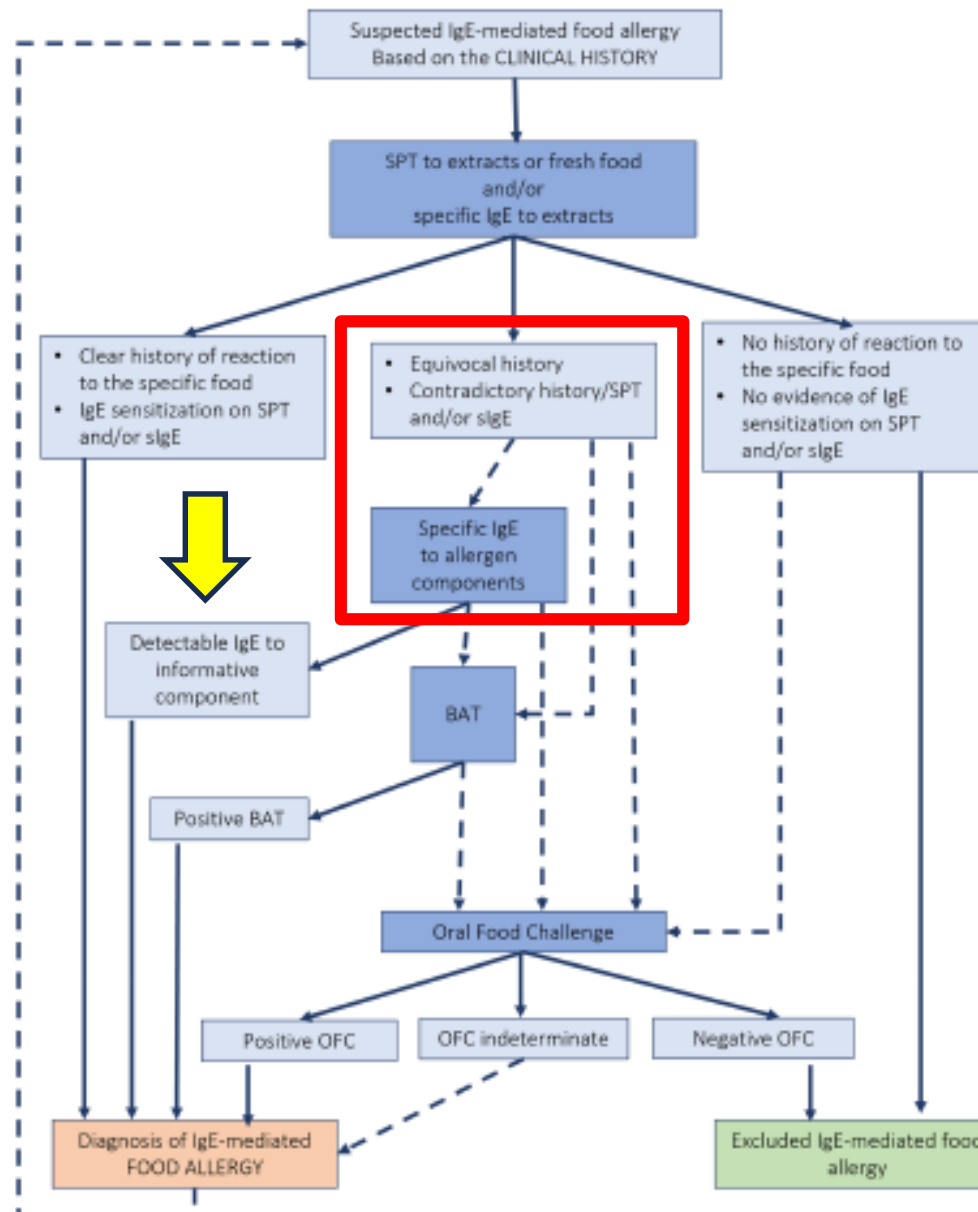 Suspected IgE-mediated food allergy
Based on the CLINICAL HISTORY
SPT to extracts or fresh food
and/or
specific IgE to extracts
• Clear history of reaction
to the specific food
• IgE sensitization on SPT
and/or sIgE
• Equivocal history
• Contradictory history/SPT
and/or sIgE
• No history of reaction to
the specific food
• No evidence of IgE
sensitization on SPT
and/or sIgE
Specific IgE
to allergen
components
Detectable IgE to
informative
component
BAT
Positive BAT
Oral Food Challenge
Positive OFC
OFC indeterminate
Negative OFC
Diagnosis of IgE-mediated
FOOD ALLERGY
Excluded IgE-mediated food
allergy